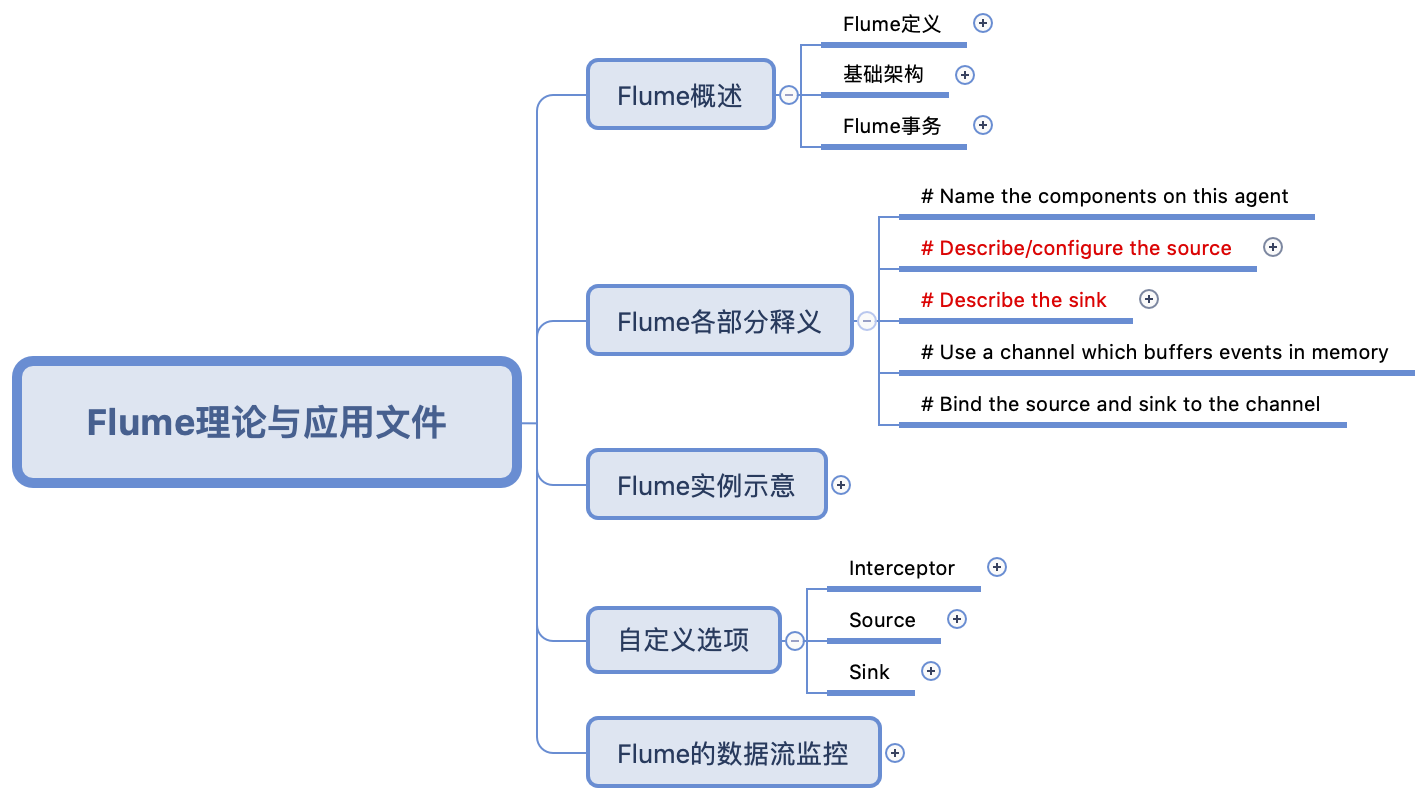 Flume理论与应用文件
Flume概述
Flume定义
基础架构
Flume事务
Flume各部分释义
# Name the components on this agent
# Describe/configure the source
# Describe the sink
# Use a channel which buffers events in memory
# Bind the source and sink to the channel
Flume实例示意
自定义选项
Interceptor
Source
Sink
Flume的数据流监控